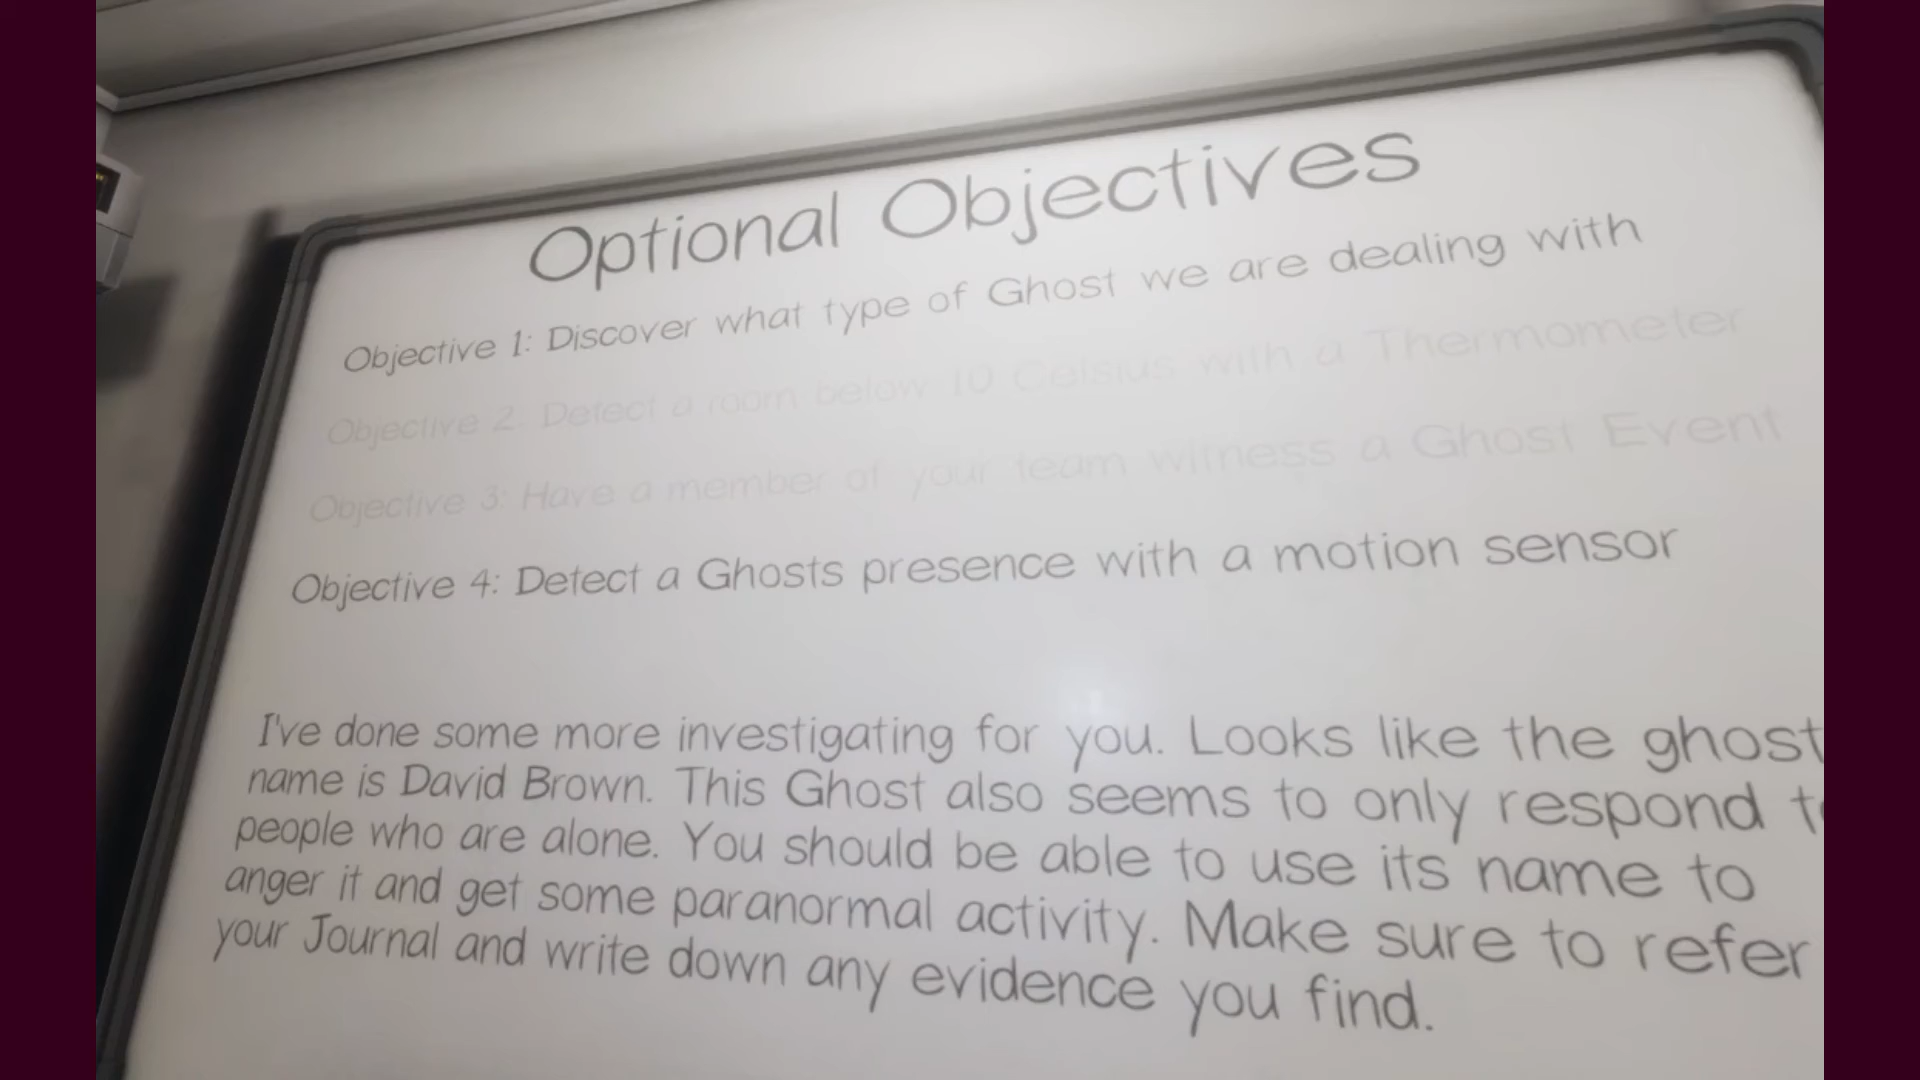 Optional Objectives
Objective 1: Discover what type of Ghost we are dealing with
Objective 2: Detect a room below 10 Celsius with a Thermometer
Objective 3: Have a member of your team witness a Ghost Event
Objective 4: Detect a Ghosts presence with a motion sensor
I've done some more investigating for you. Looks like the ghost
name is David Brown. This Ghost also seems to only respond to
people who are alone. You should be able to use its name to
anger it and get some paranormal activity. Make sure to refer
your Journal and write down any evidence you find.